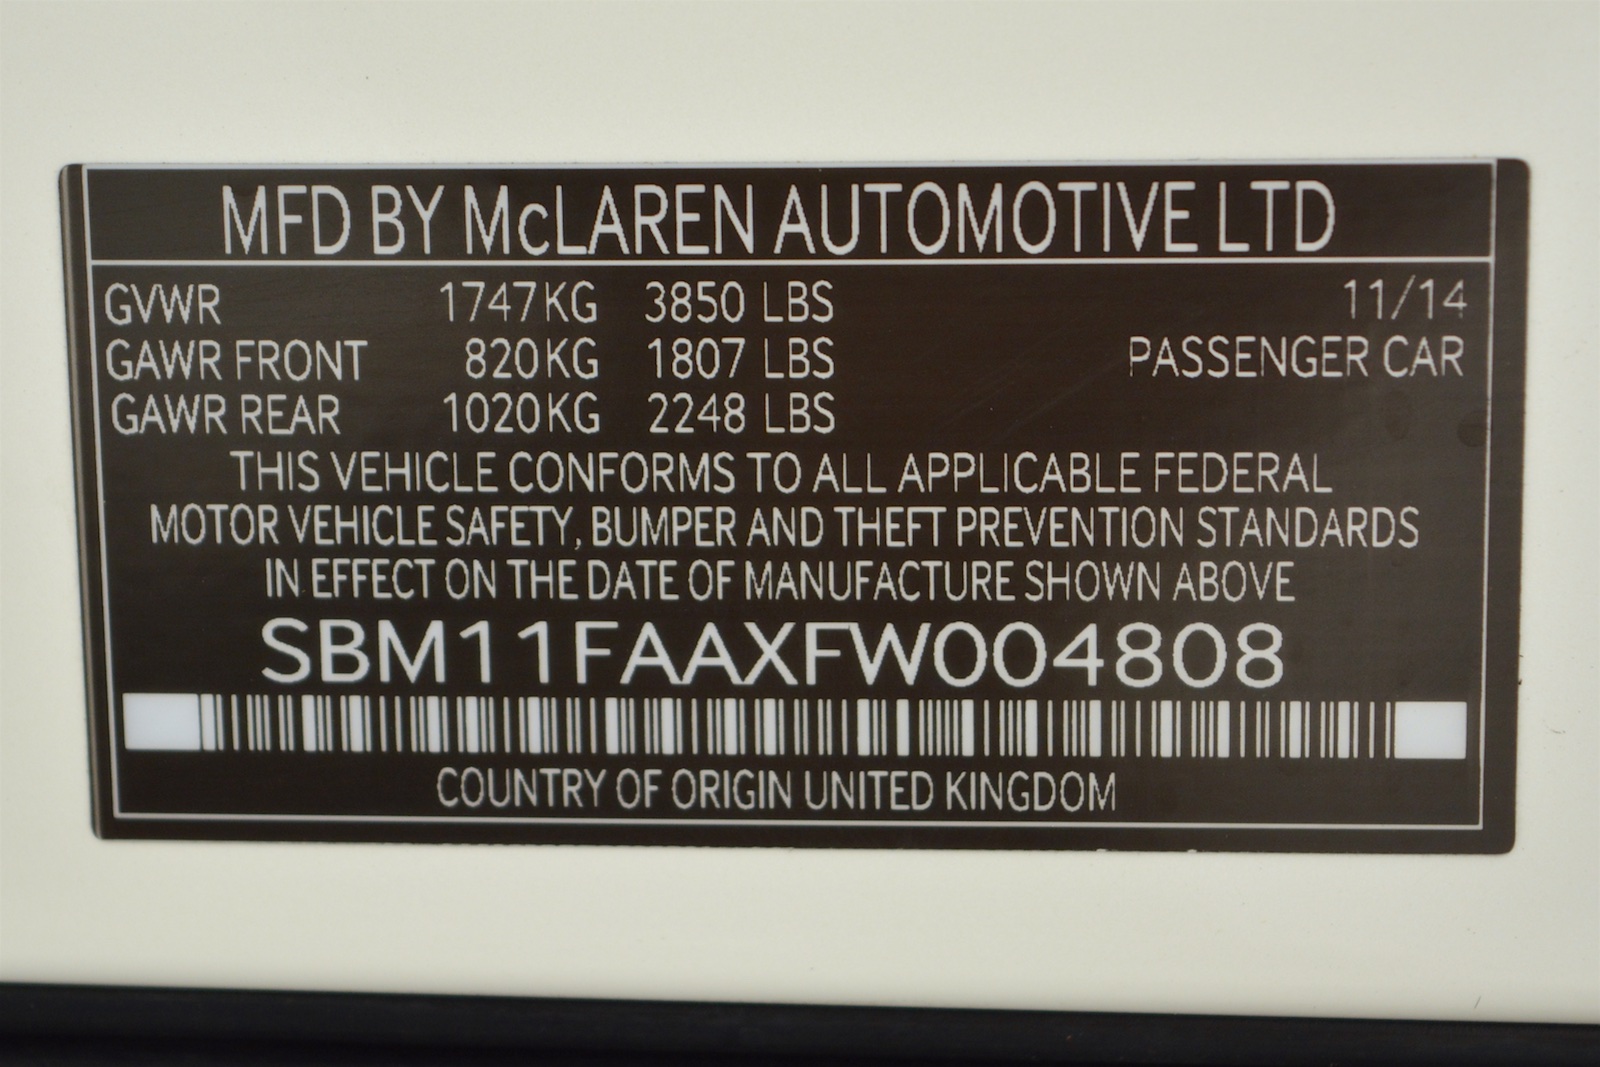 MFD BY McLAREN AUTOMOTIVE LTD
GVWR 1747KG 3850 LBS 11/14
GAWR FRONT 820KG 1807 LBS PASSENGER CAR
GAWR REAR 1020KG 2248 LBS
THIS VEHICLE CONFORMS TO ALL APPLICABLE FEDERAL
MOTOR VEHICLE SAFETY, BUMPER AND THEFT PREVENTION STANDARDS
IN EFFECT ON THE DATE OF MANUFACTURE SHOWN ABOVE
SBM11FAAXFW004808
COUNTRY OF ORIGIN UNITED KINGDOM